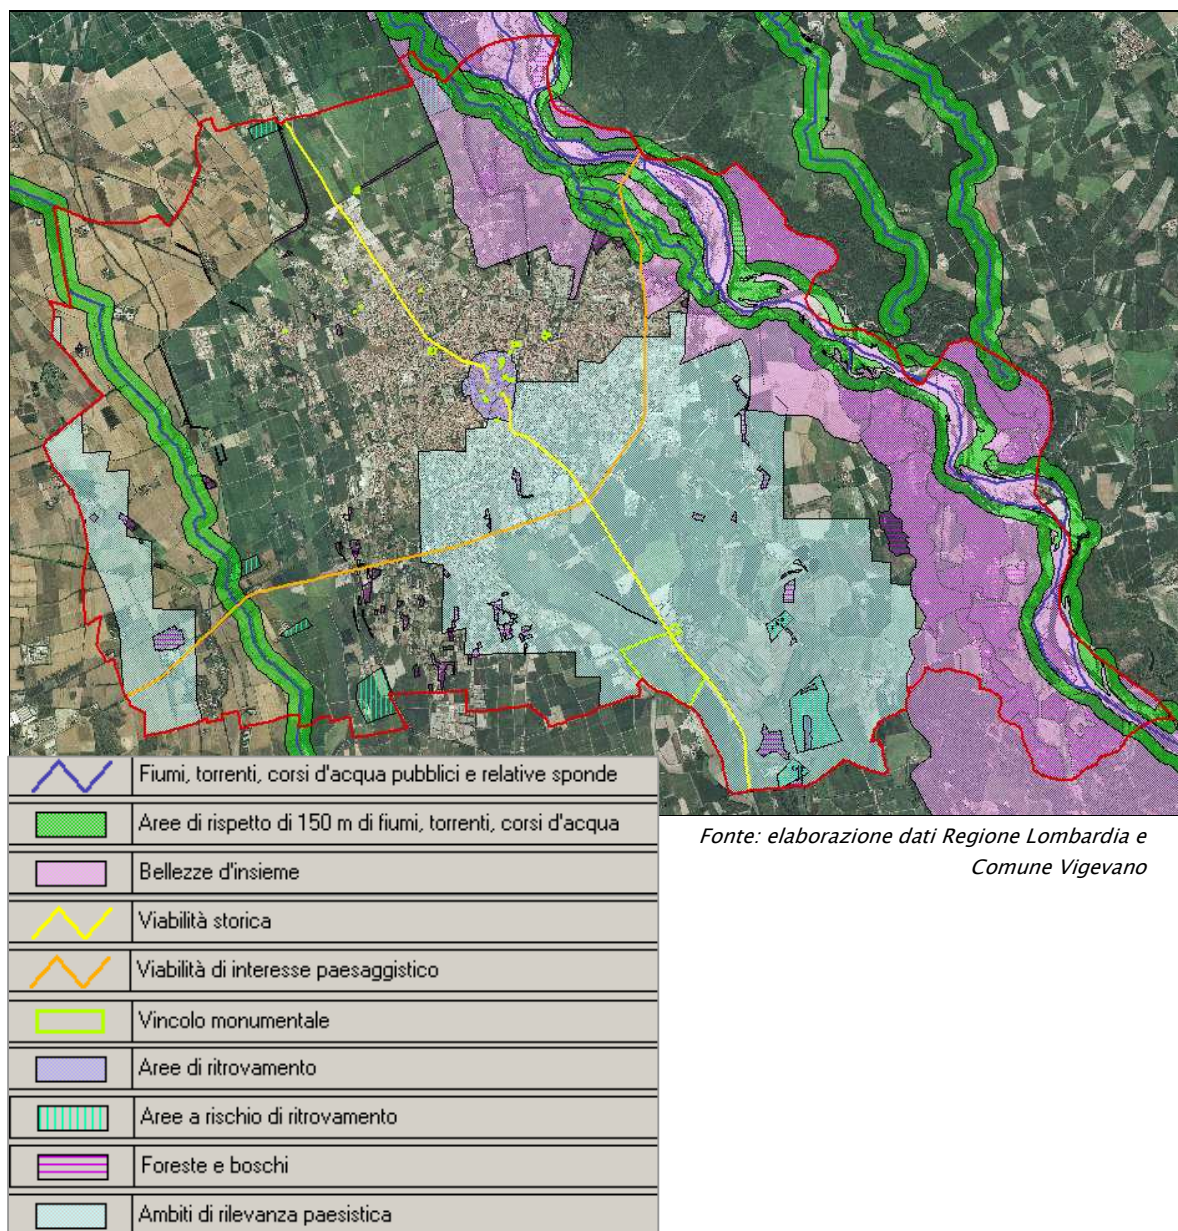 Fiumi, torrenti, corsi d'acqua pubblici e relative sponde
Aree di rispetto di 150 m di fiumi, torrenti, corsi d'acqua
Bellezze d'insieme
Viabilità storica
Viabilità di interesse paesaggistico
Vincolo monumentale
Aree di ritrovamento
Aree a rischio di ritrovamento
Foreste e boschi
Ambiti di rilevanza paesistica
Fonte: elaborazione dati Regione Lombardia e
Comune Vigevano